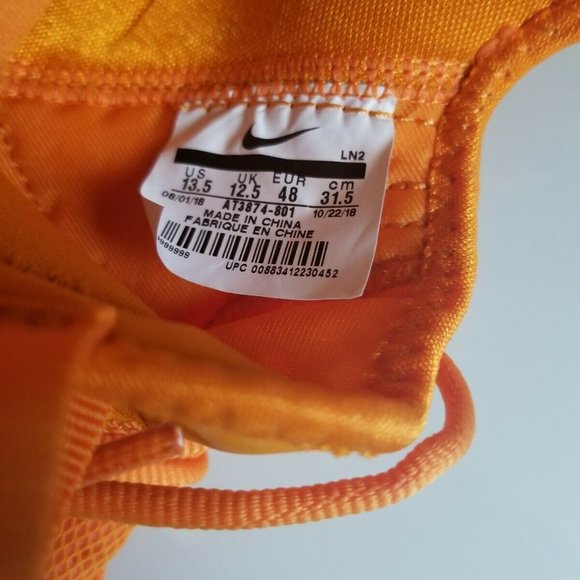 LN2
US UK EUR cm
13.5 12.5 48 31.5
08/01/18 AT3874-801 10/22/18
MADE IN CHINA
FABRIQUE EN CHINE
UPC 00883412230452